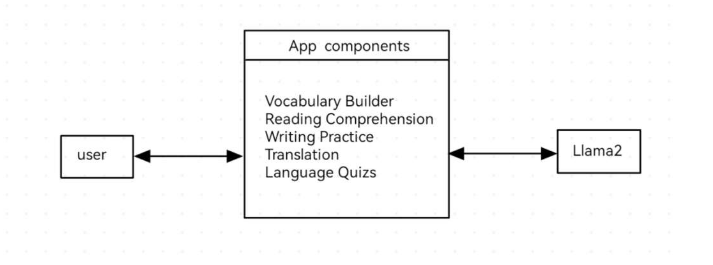 App components
Vocabulary Builder
Reading Comprehension
Writing Practice
Translation
Language Quizs
user
Llama2